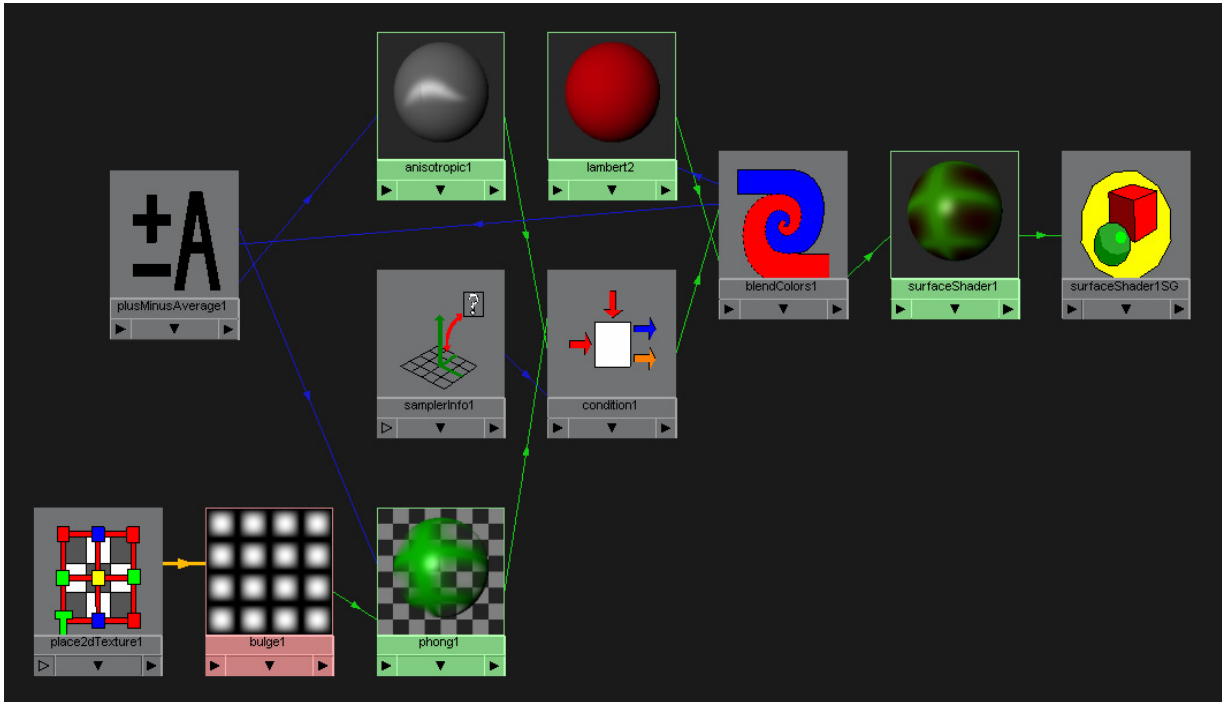 anisotropic1
lambert2
plusMinusAverage1
blendColors1
surfaceShader1
surfaceShader1SG
samplerInfo1
condition1
place2dTexture1
bulge1
phong1